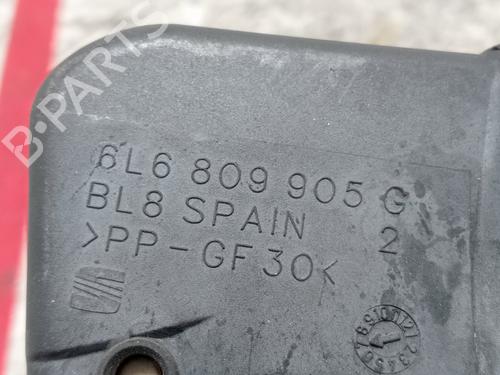 B-PARTS
6L6 809 905 G
BL8 SPAIN 2
>PP-GF30<